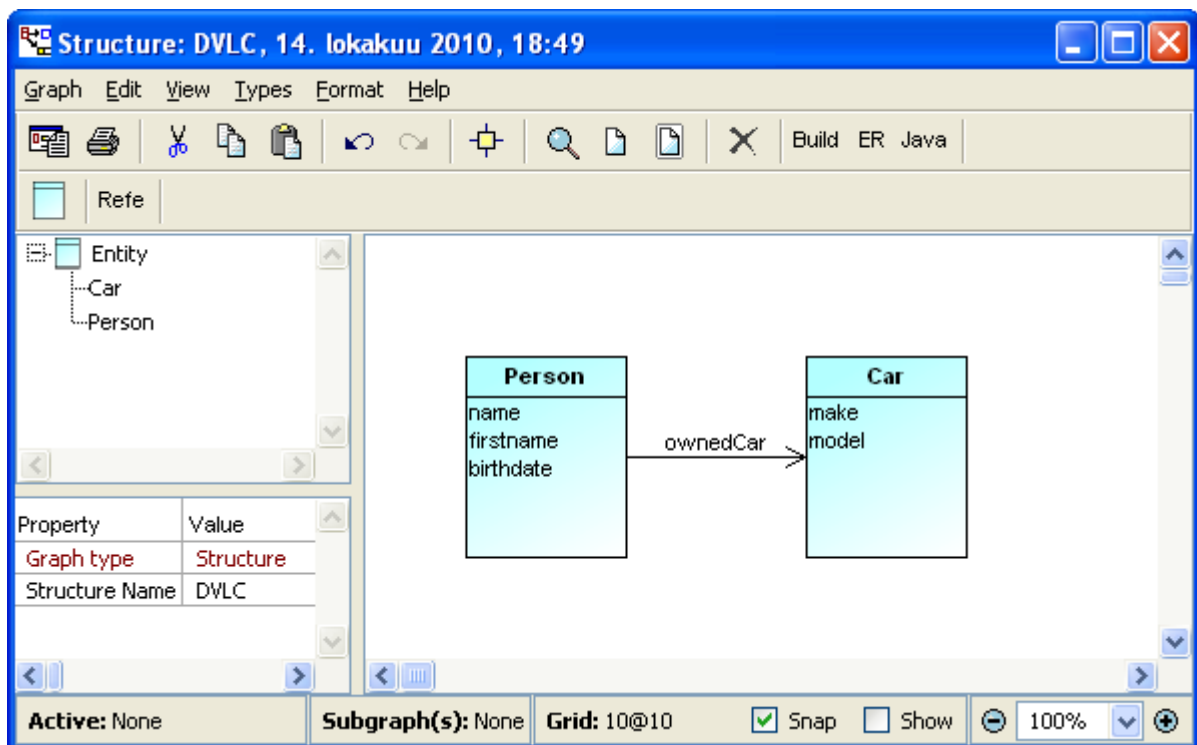 Structure: DVLC, 14. lokakuu 2010, 18:49
Graph Edit View Types Format Help
Build ER Java
Refe
Entity
Car
Person
Property Value
Graph type Structure
Structure Name DVLC
Person
name
firstname
birthdate
ownedCar
Car
make
model
Active: None Subgraph(s): None Grid: 10@10 Snap Show 100%